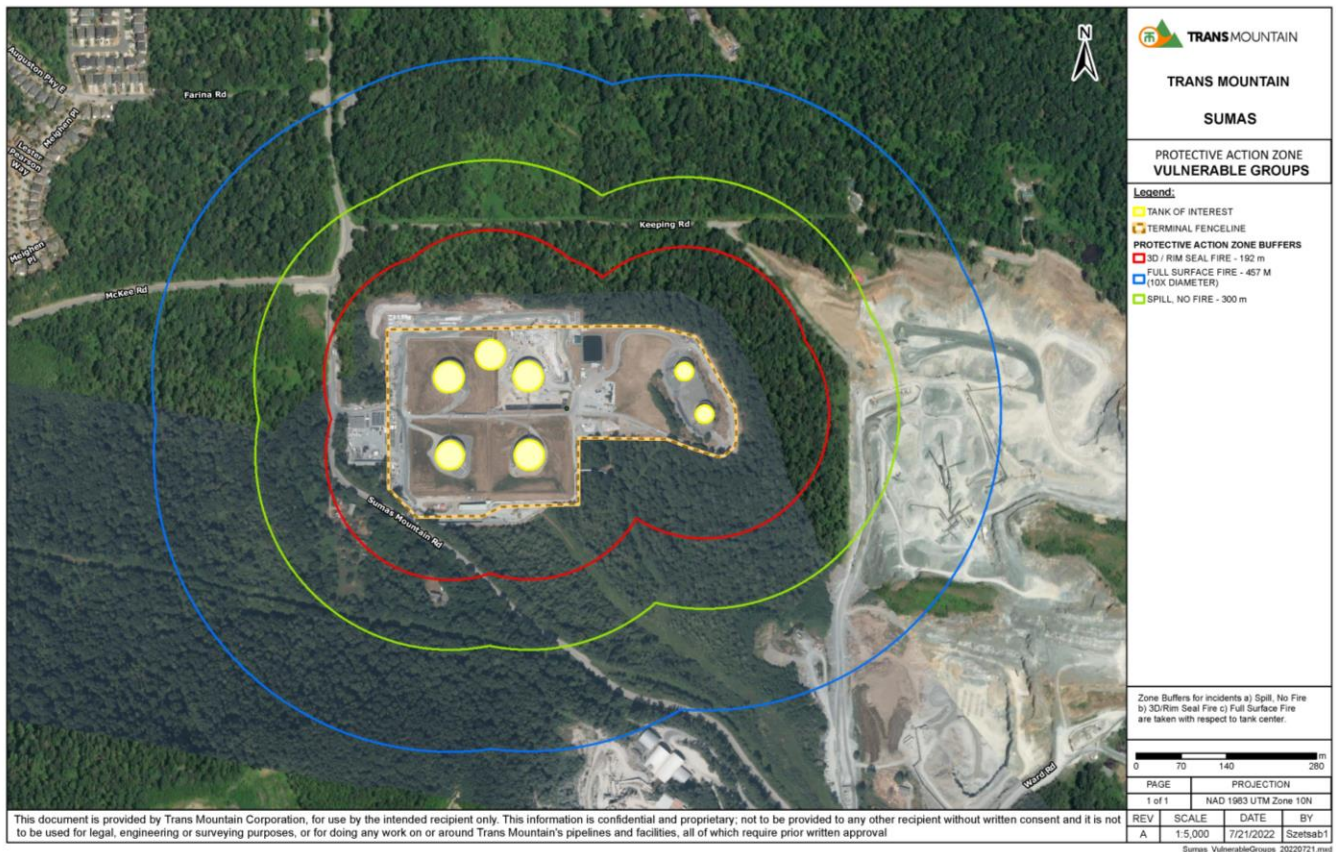 Auguston Pky E
Farina Rd
Meighen Pl
Lester Pearson Way
Meighen Pl
McKee Rd
Keeping Rd
Sumas Mountain Rd
Ward Rd
N
TRANSMOUNTAIN
TRANS MOUNTAIN
SUMAS
PROTECTIVE ACTION ZONE
VULNERABLE GROUPS
Legend:
TANK OF INTEREST
TERMINAL FENCELINE
PROTECTIVE ACTION ZONE BUFFERS
3D / RIM SEAL FIRE - 192 m
FULL SURFACE FIRE - 457 M
(10X DIAMETER)
SPILL, NO FIRE - 300 m
Zone Buffers for incidents a) Spill, No Fire
b) 3D/Rim Seal Fire c) Full Surface Fire
are taken with respect to tank center.
m
0 70 140 280
PAGE PROJECTION
1 of 1 NAD 1983 UTM Zone 10N
REV SCALE DATE BY
A 1:5,000 7/21/2022 Szetsab1
This document is provided by Trans Mountain Corporation, for use by the intended recipient only. This information is confidential and proprietary; not to be provided to any other recipient without written consent and it is not
to be used for legal, engineering or surveying purposes, or for doing any work on or around Trans Mountain's pipelines and facilities, all of which require prior written approval
Sumas_VulnerableGroups_20220721.mxd